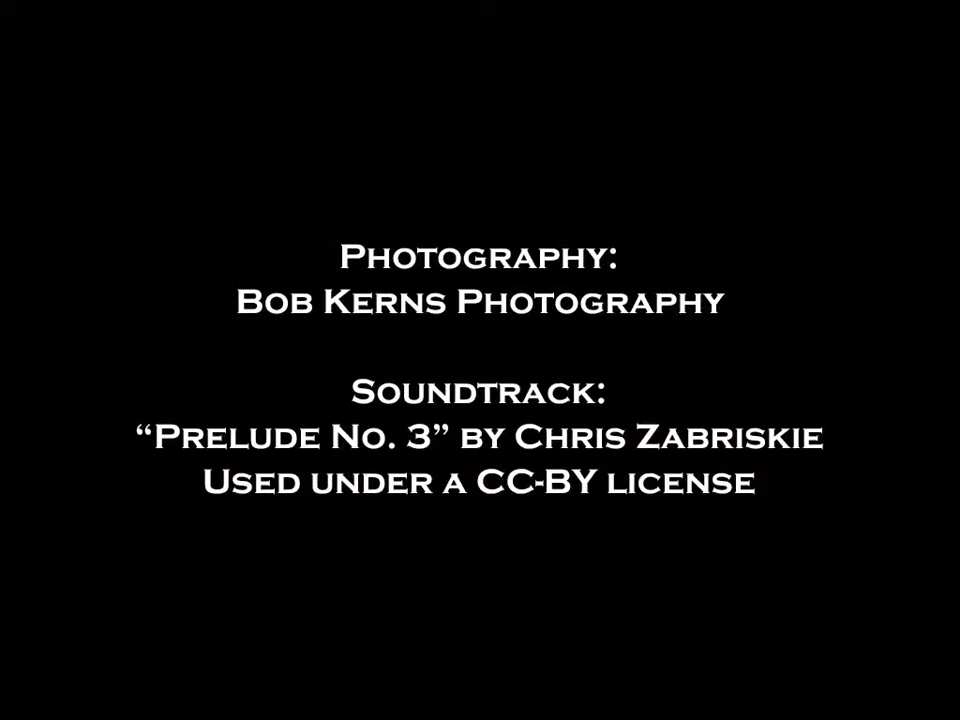 Photography:
Bob Kerns Photography
Soundtrack:
“Prelude No. 3” by Chris Zabriskie
Used under a CC-BY license